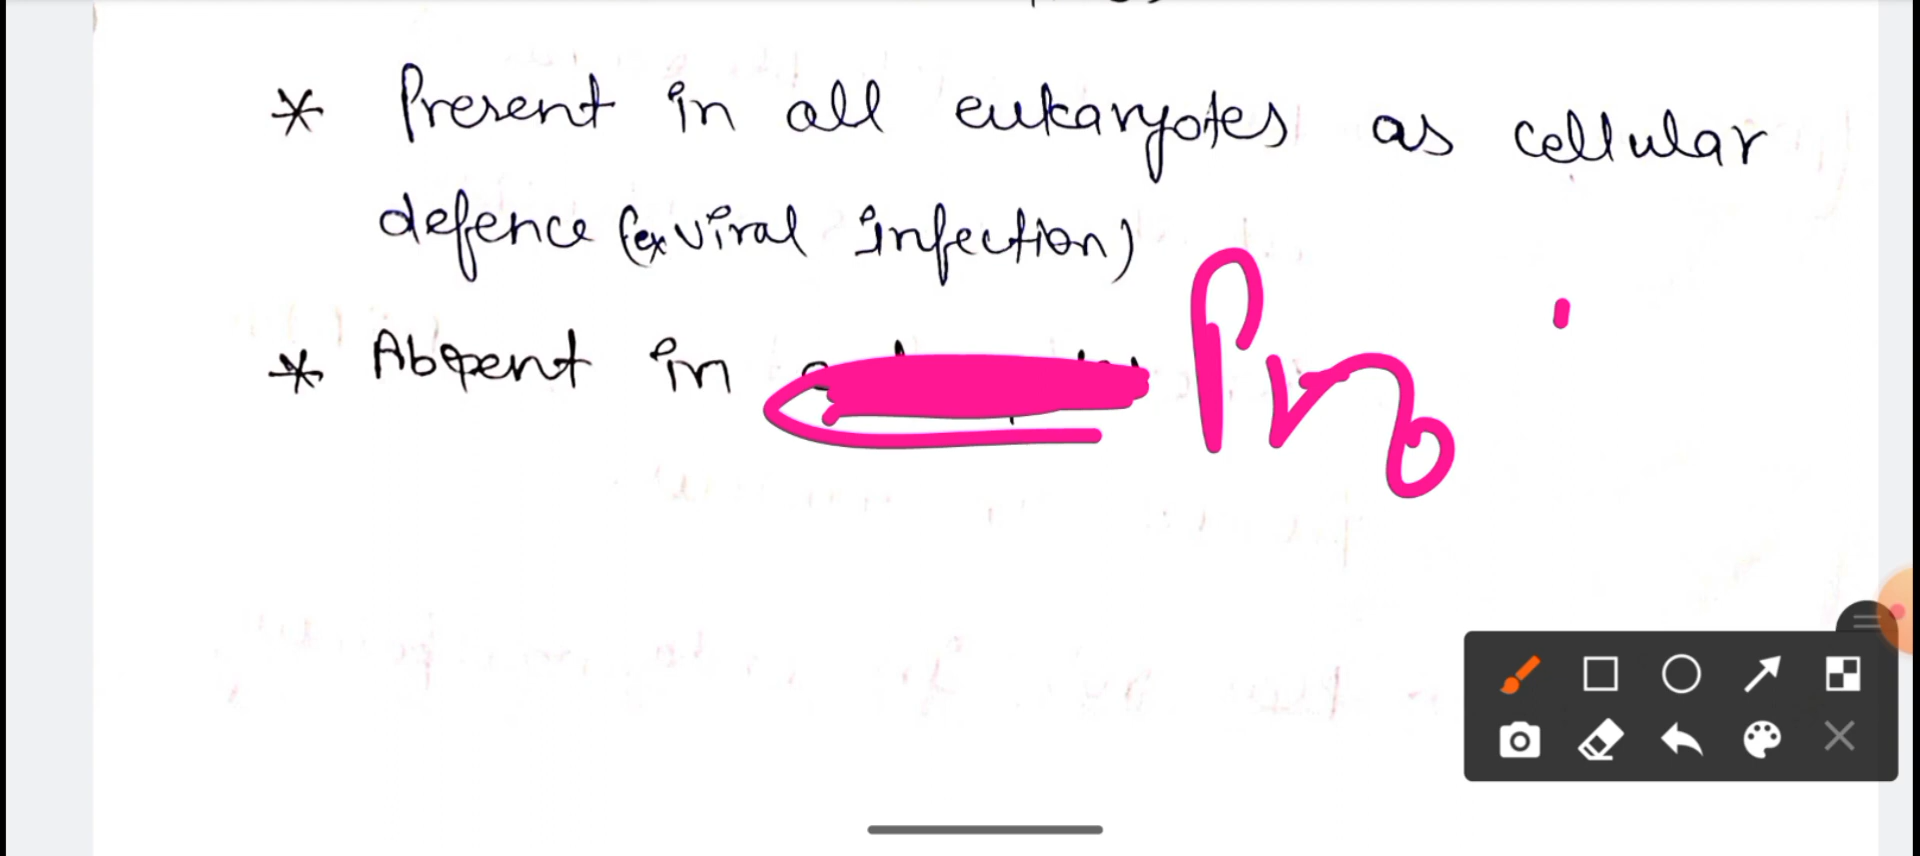 * Present in all eukaryotes as cellular
defence (ex viral infection)
* Absent in Pro